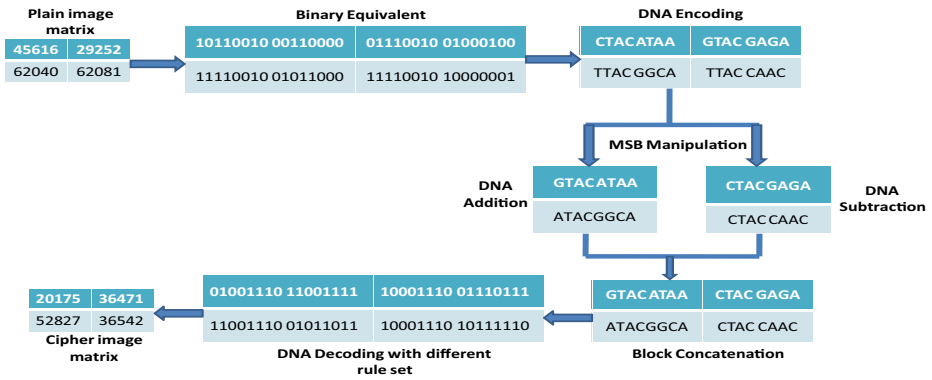 Plain image
matrix
45616 29252
62040 62081
Binary Equivalent
10110010 00110000 01110010 01000100
11110010 01011000 11110010 10000001
DNA Encoding
CTAC ATAA GTAC GAGA
TTAC GGCA TTAC CAAC
MSB Manipulation
DNA
Addition
GTAC ATAA
ATACGGCA
CTACGAGA
CTAC CAAC
DNA
Subtraction
20175 36471
52827 36542
Cipher image
matrix
01001110 11001111 10001110 01110111
11001110 01011011 10001110 10111110
DNA Decoding with different
rule set
GTAC ATAA CTAC GAGA
ATACGGCA CTAC CAAC
Block Concatenation